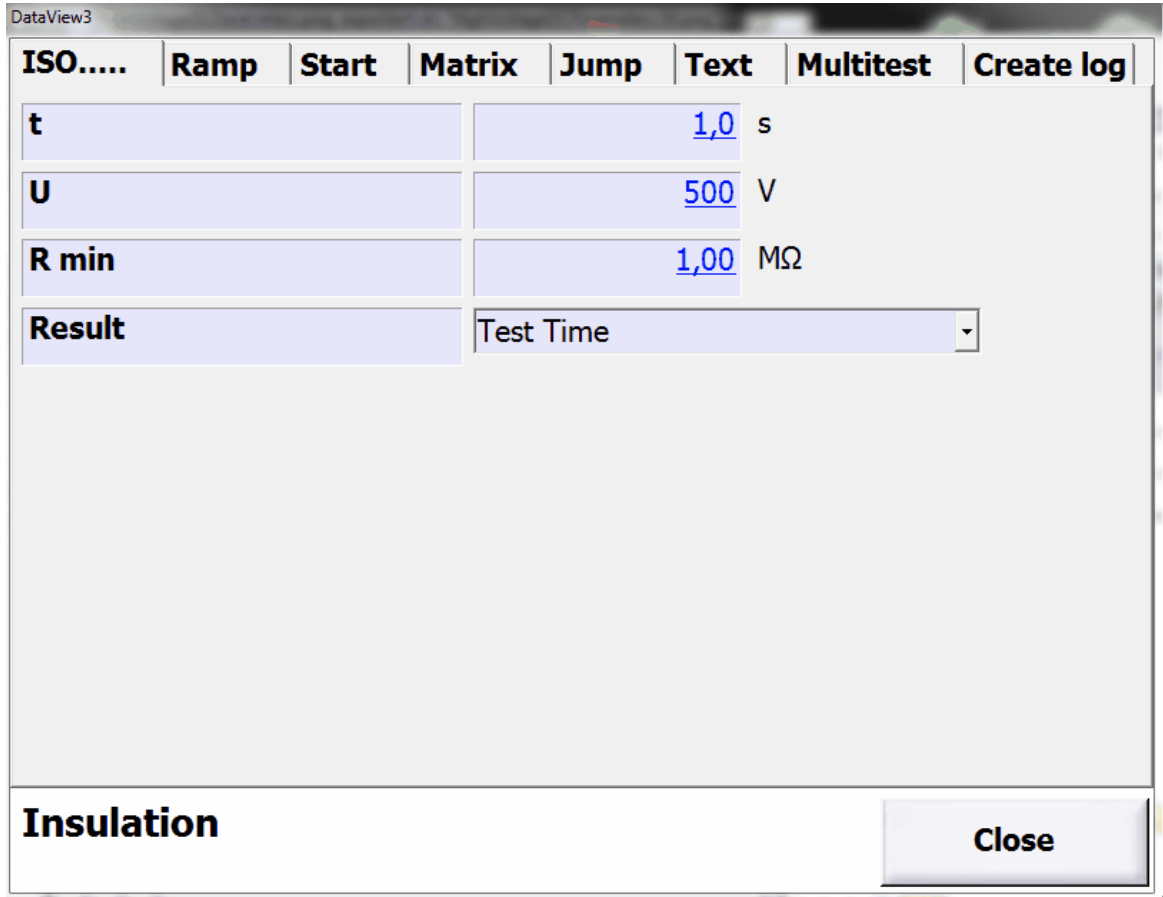 DataView3
ISO..... Ramp Start Matrix Jump Text Multitest Create log
t 1,0 s
U 500 V
R min 1,00 MΩ
Result Test Time
Insulation
Close